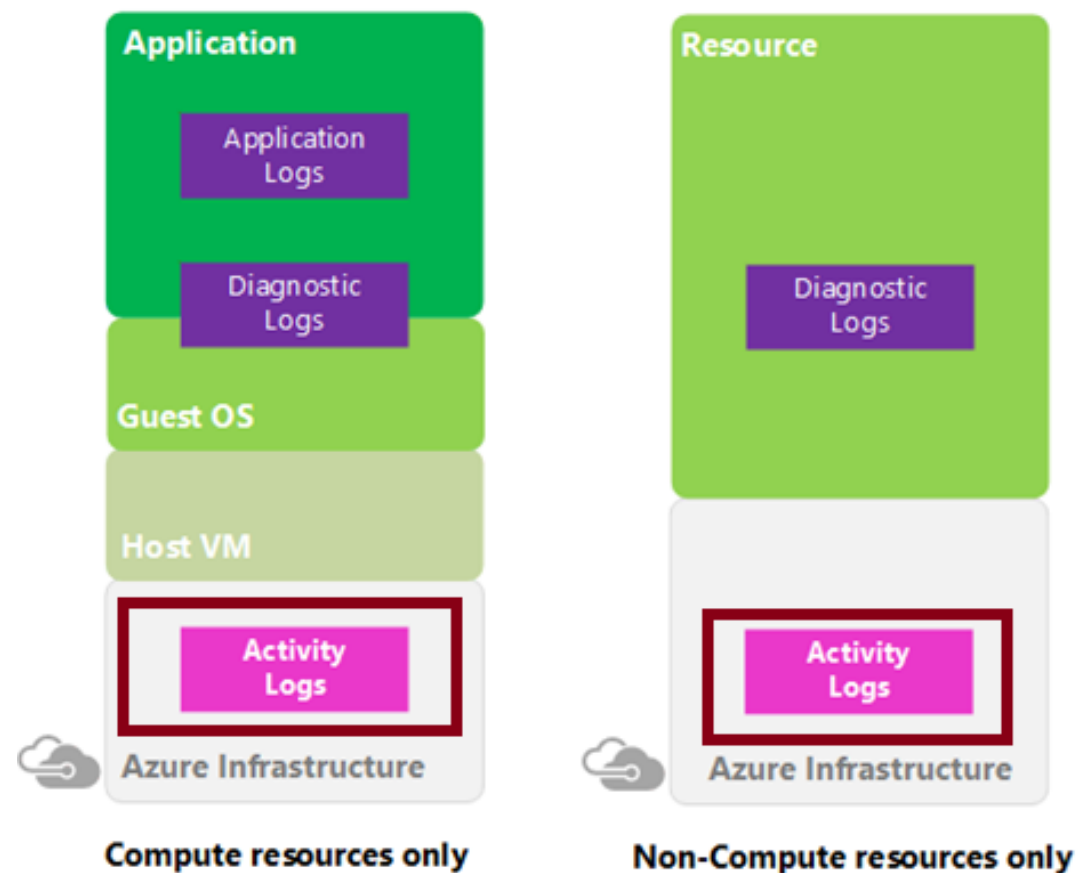 Application
Application
Logs
Diagnostic
Logs
Guest OS
Host VM
Activity
Logs
Azure Infrastructure
Compute resources only
Resource
Diagnostic
Logs
Activity
Logs
Azure Infrastructure
Non-Compute resources only